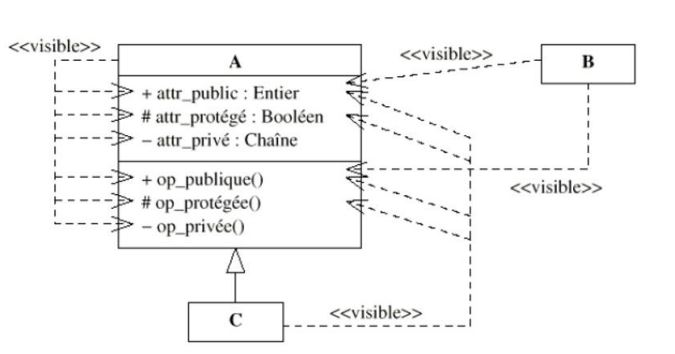 <<visible>>
A
<<visible>>
B
+ attr_public : Entier
# attr_protégé : Booléen
– attr_privé : Chaîne
+ op_publique()
<<visible>>
# op_protégée()
– op_privée()
C
<<visible>>